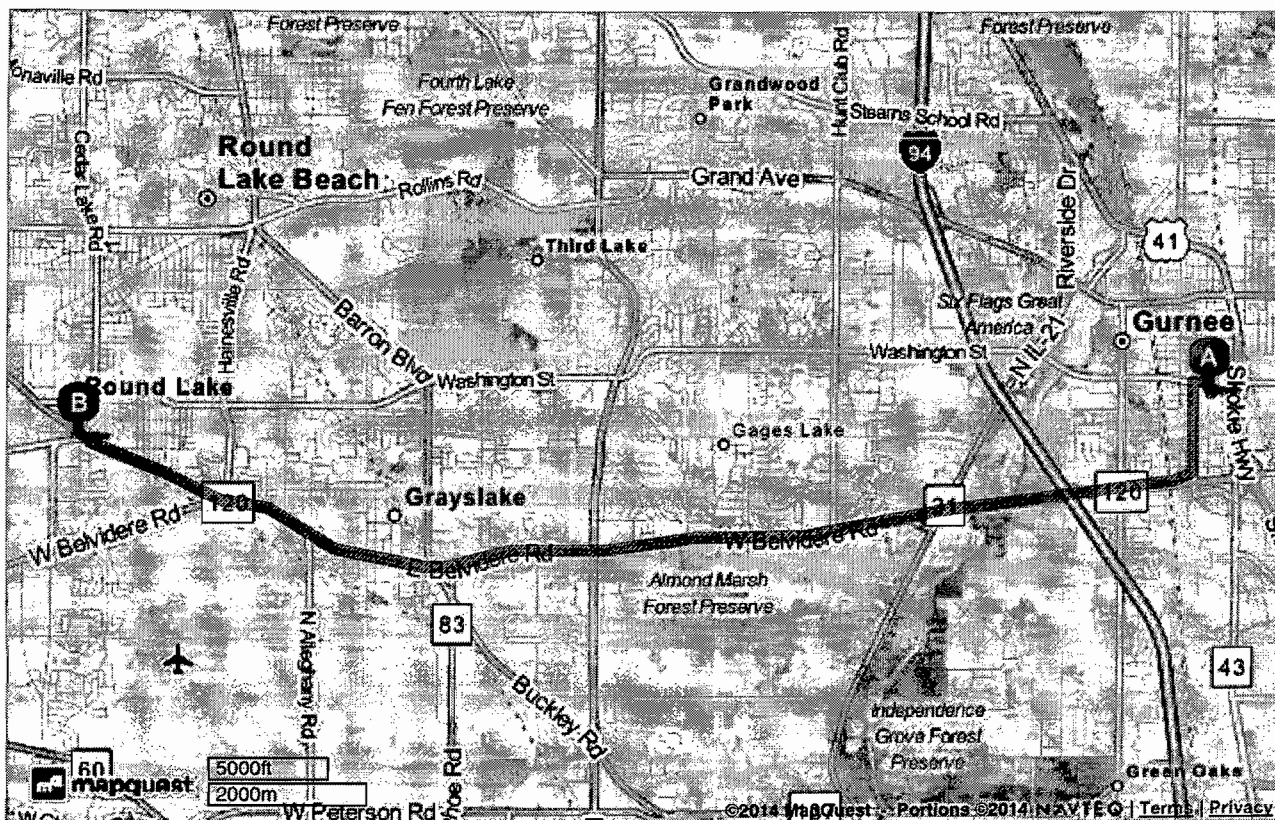 Forest Preserve
Forest Preserve
Hunt Club Rd
Fourth Lake
Fen Forest Preserve
Grandwood
Park
Stearns School Rd
94
Cedar Lake Rd
Round
Lake Beach
Rollins Rd
Grand Ave
Riverside Dr
41
Third Lake
Hainesville Rd
Barron Blvd
Six Flags Great
America
N IL-21
Gurnee
A
Washington St
Washington St
Skokie Hwy
B
Round Lake
Gages Lake
Grayslake
120
21
120
W Belvidere Rd
E Belvidere Rd
W Belvidere Rd
Almond Marsh
Forest Preserve
83
N Alleghany Rd
43
Buckley Rd
Independence
Grove Forest
Preserve
60
mapquest
5000ft
2000m
W Peterson Rd
Green Oaks
©2014 MapQuest Portions ©2014 NAVTEQ | Terms | Privacy